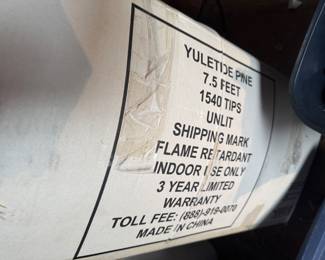 YULETIDE PINE
7.5 FEET
1540 TIPS
UNLIT
SHIPPING MARK
FLAME RETARDANT
INDOOR USE ONLY
3 YEAR LIMITED
WARRANTY
TOLL FEE: (888)-919-0070
MADE IN CHINA